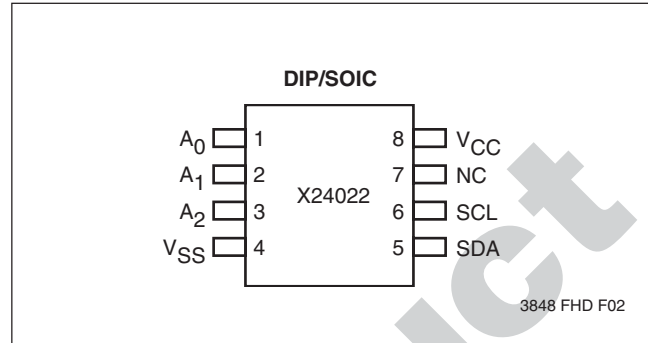 DIP/SOIC
A0 1 8 VCC
A1 2 7 NC
X24022
A2 3 6 SCL
VSS 4 5 SDA
3848 FHD F02
uct